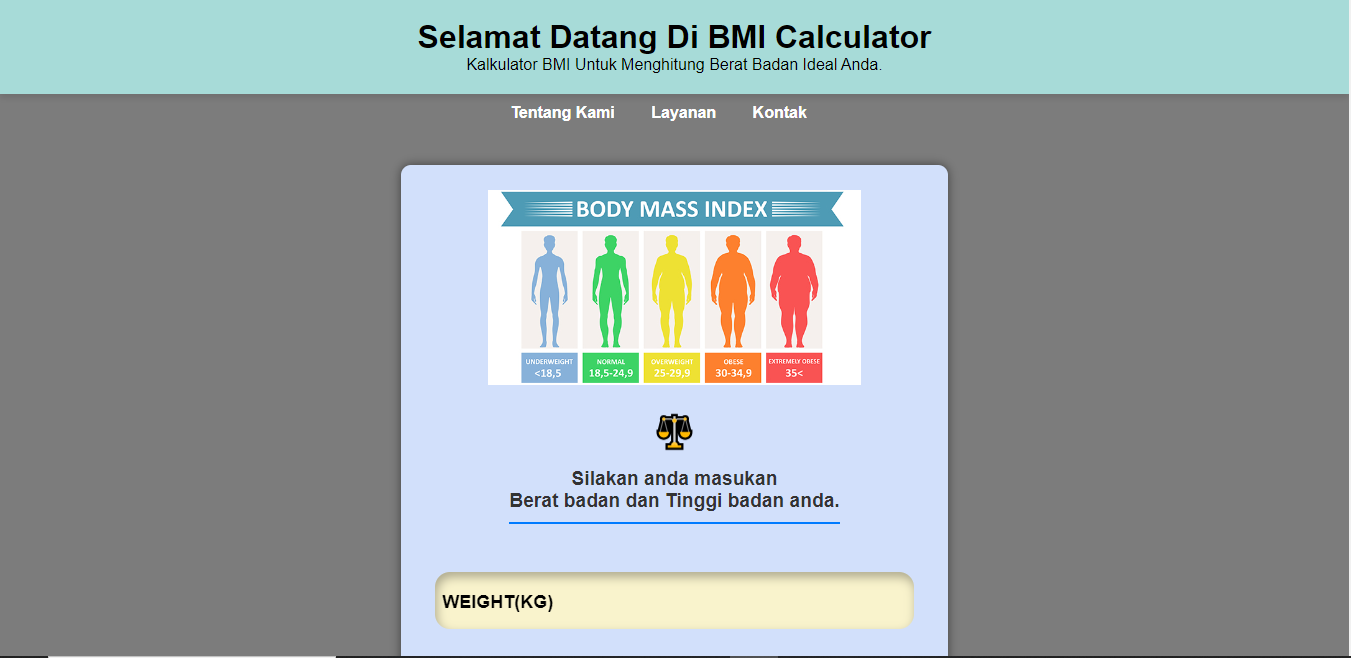 Selamat Datang Di BMI Calculator
Kalkulator BMI Untuk Menghitung Berat Badan Ideal Anda.
Tentang Kami Layanan Kontak
BODY MASS INDEX
UNDERWEIGHT NORMAL OVERWEIGHT OBESE EXTREMELY OBESE
<18,5 18,5-24,9 25-29,9 30-34,9 35<
Silakan anda masukan
Berat badan dan Tinggi badan anda.
WEIGHT(KG)